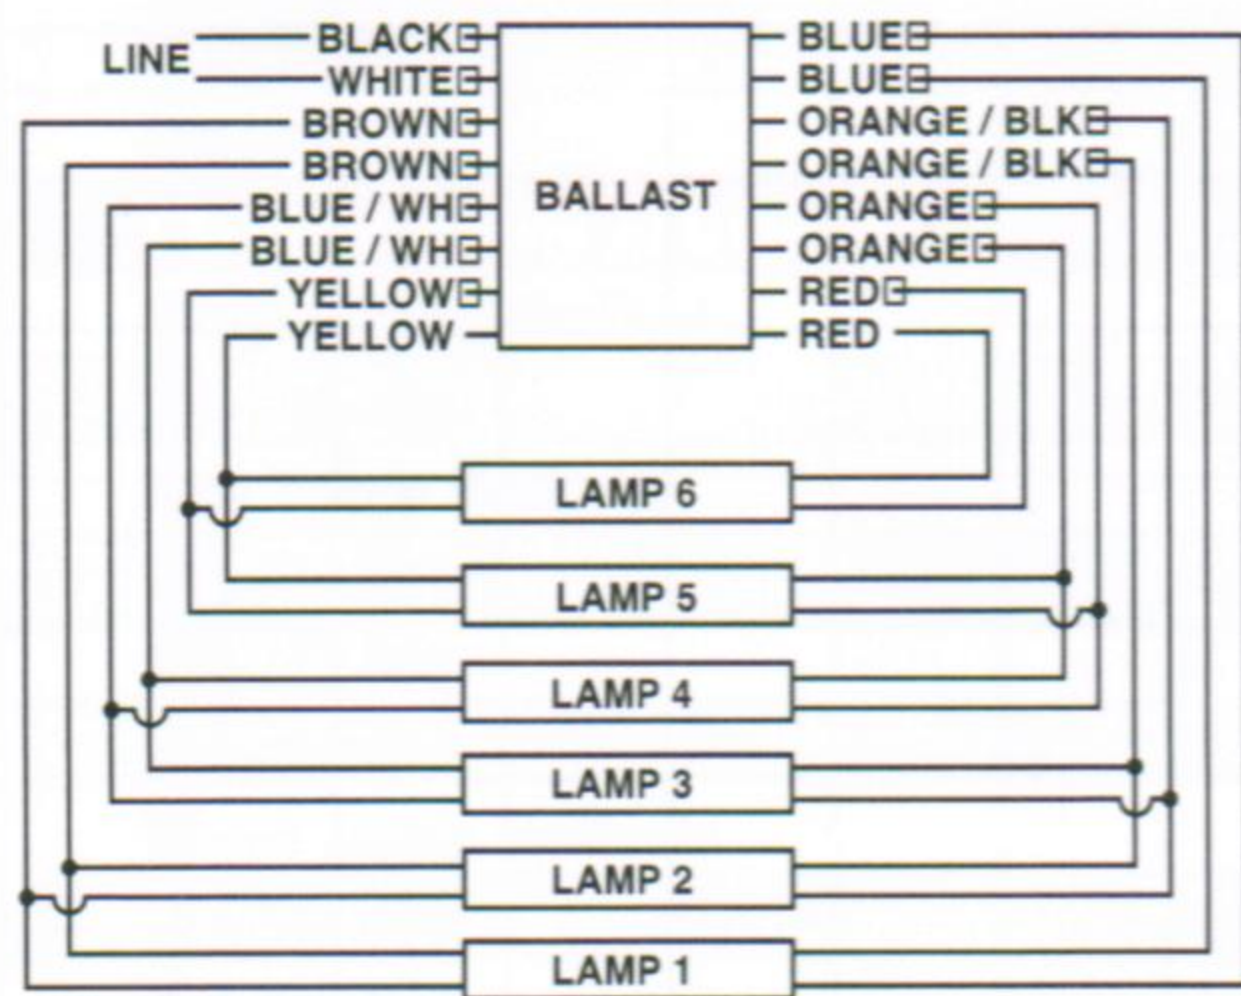 LINE
BLACK
WHITE
BROWN
BROWN
BLUE / WH
BLUE / WH
YELLOW
YELLOW
BALLAST
BLUE
BLUE
ORANGE / BLK
ORANGE / BLK
ORANGE
ORANGE
RED
RED
LAMP 6
LAMP 5
LAMP 4
LAMP 3
LAMP 2
LAMP 1